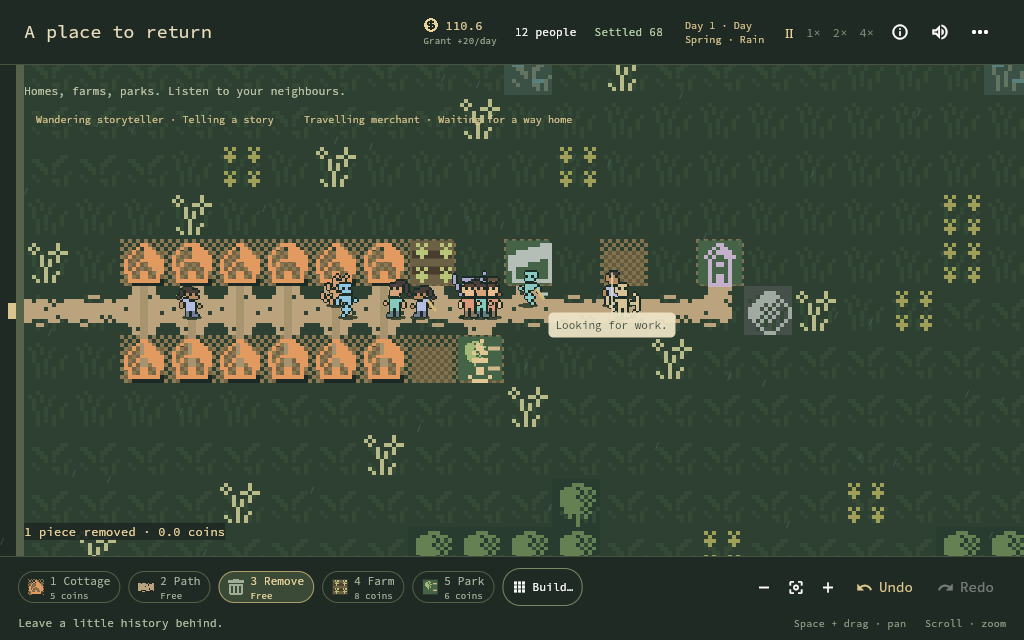 A place to return
110.6
Grant +20/day
12 people
Settled 68
Day 1 · Day
Spring · Rain
II 1× 2× 4×
Homes, farms, parks. Listen to your neighbours.
Wandering storyteller · Telling a story
Travelling merchant · Waiting for a way home
Looking for work.
1 piece removed · 0.0 coins
1 Cottage
5 coins
2 Path
Free
3 Remove
Free
4 Farm
8 coins
5 Park
6 coins
Build…
Undo
Redo
Leave a little history behind.
Space + drag · pan
Scroll · zoom